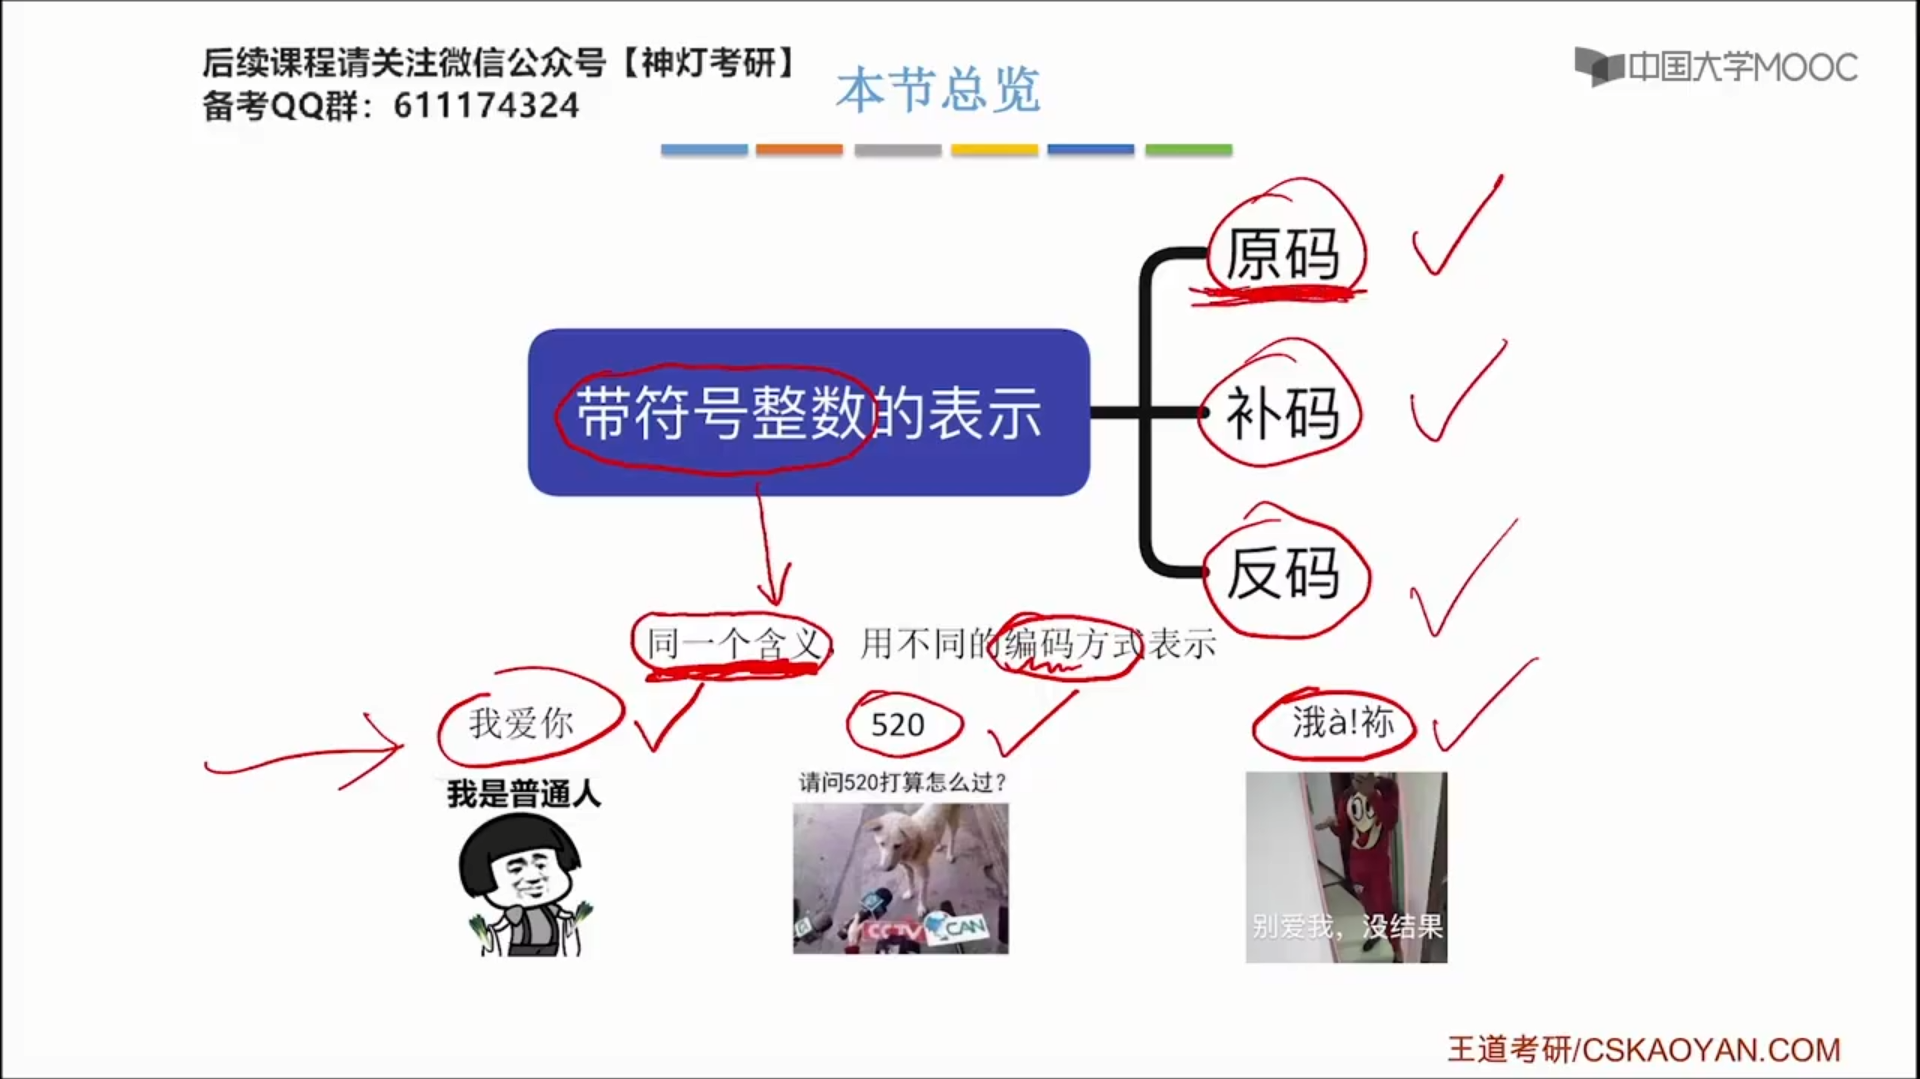 后续课程请关注微信公众号【神灯考研】
备考QQ群：611174324
本节总览
中国大学MOOC
原码
带符号整数的表示
补码
反码
同一个含义，用不同的编码方式表示
我爱你
520
涐à!祢
我是普通人
请问520打算怎么过?
CCTV
CAN
别爱我，没结果
王道考研/CSKAOYAN.COM